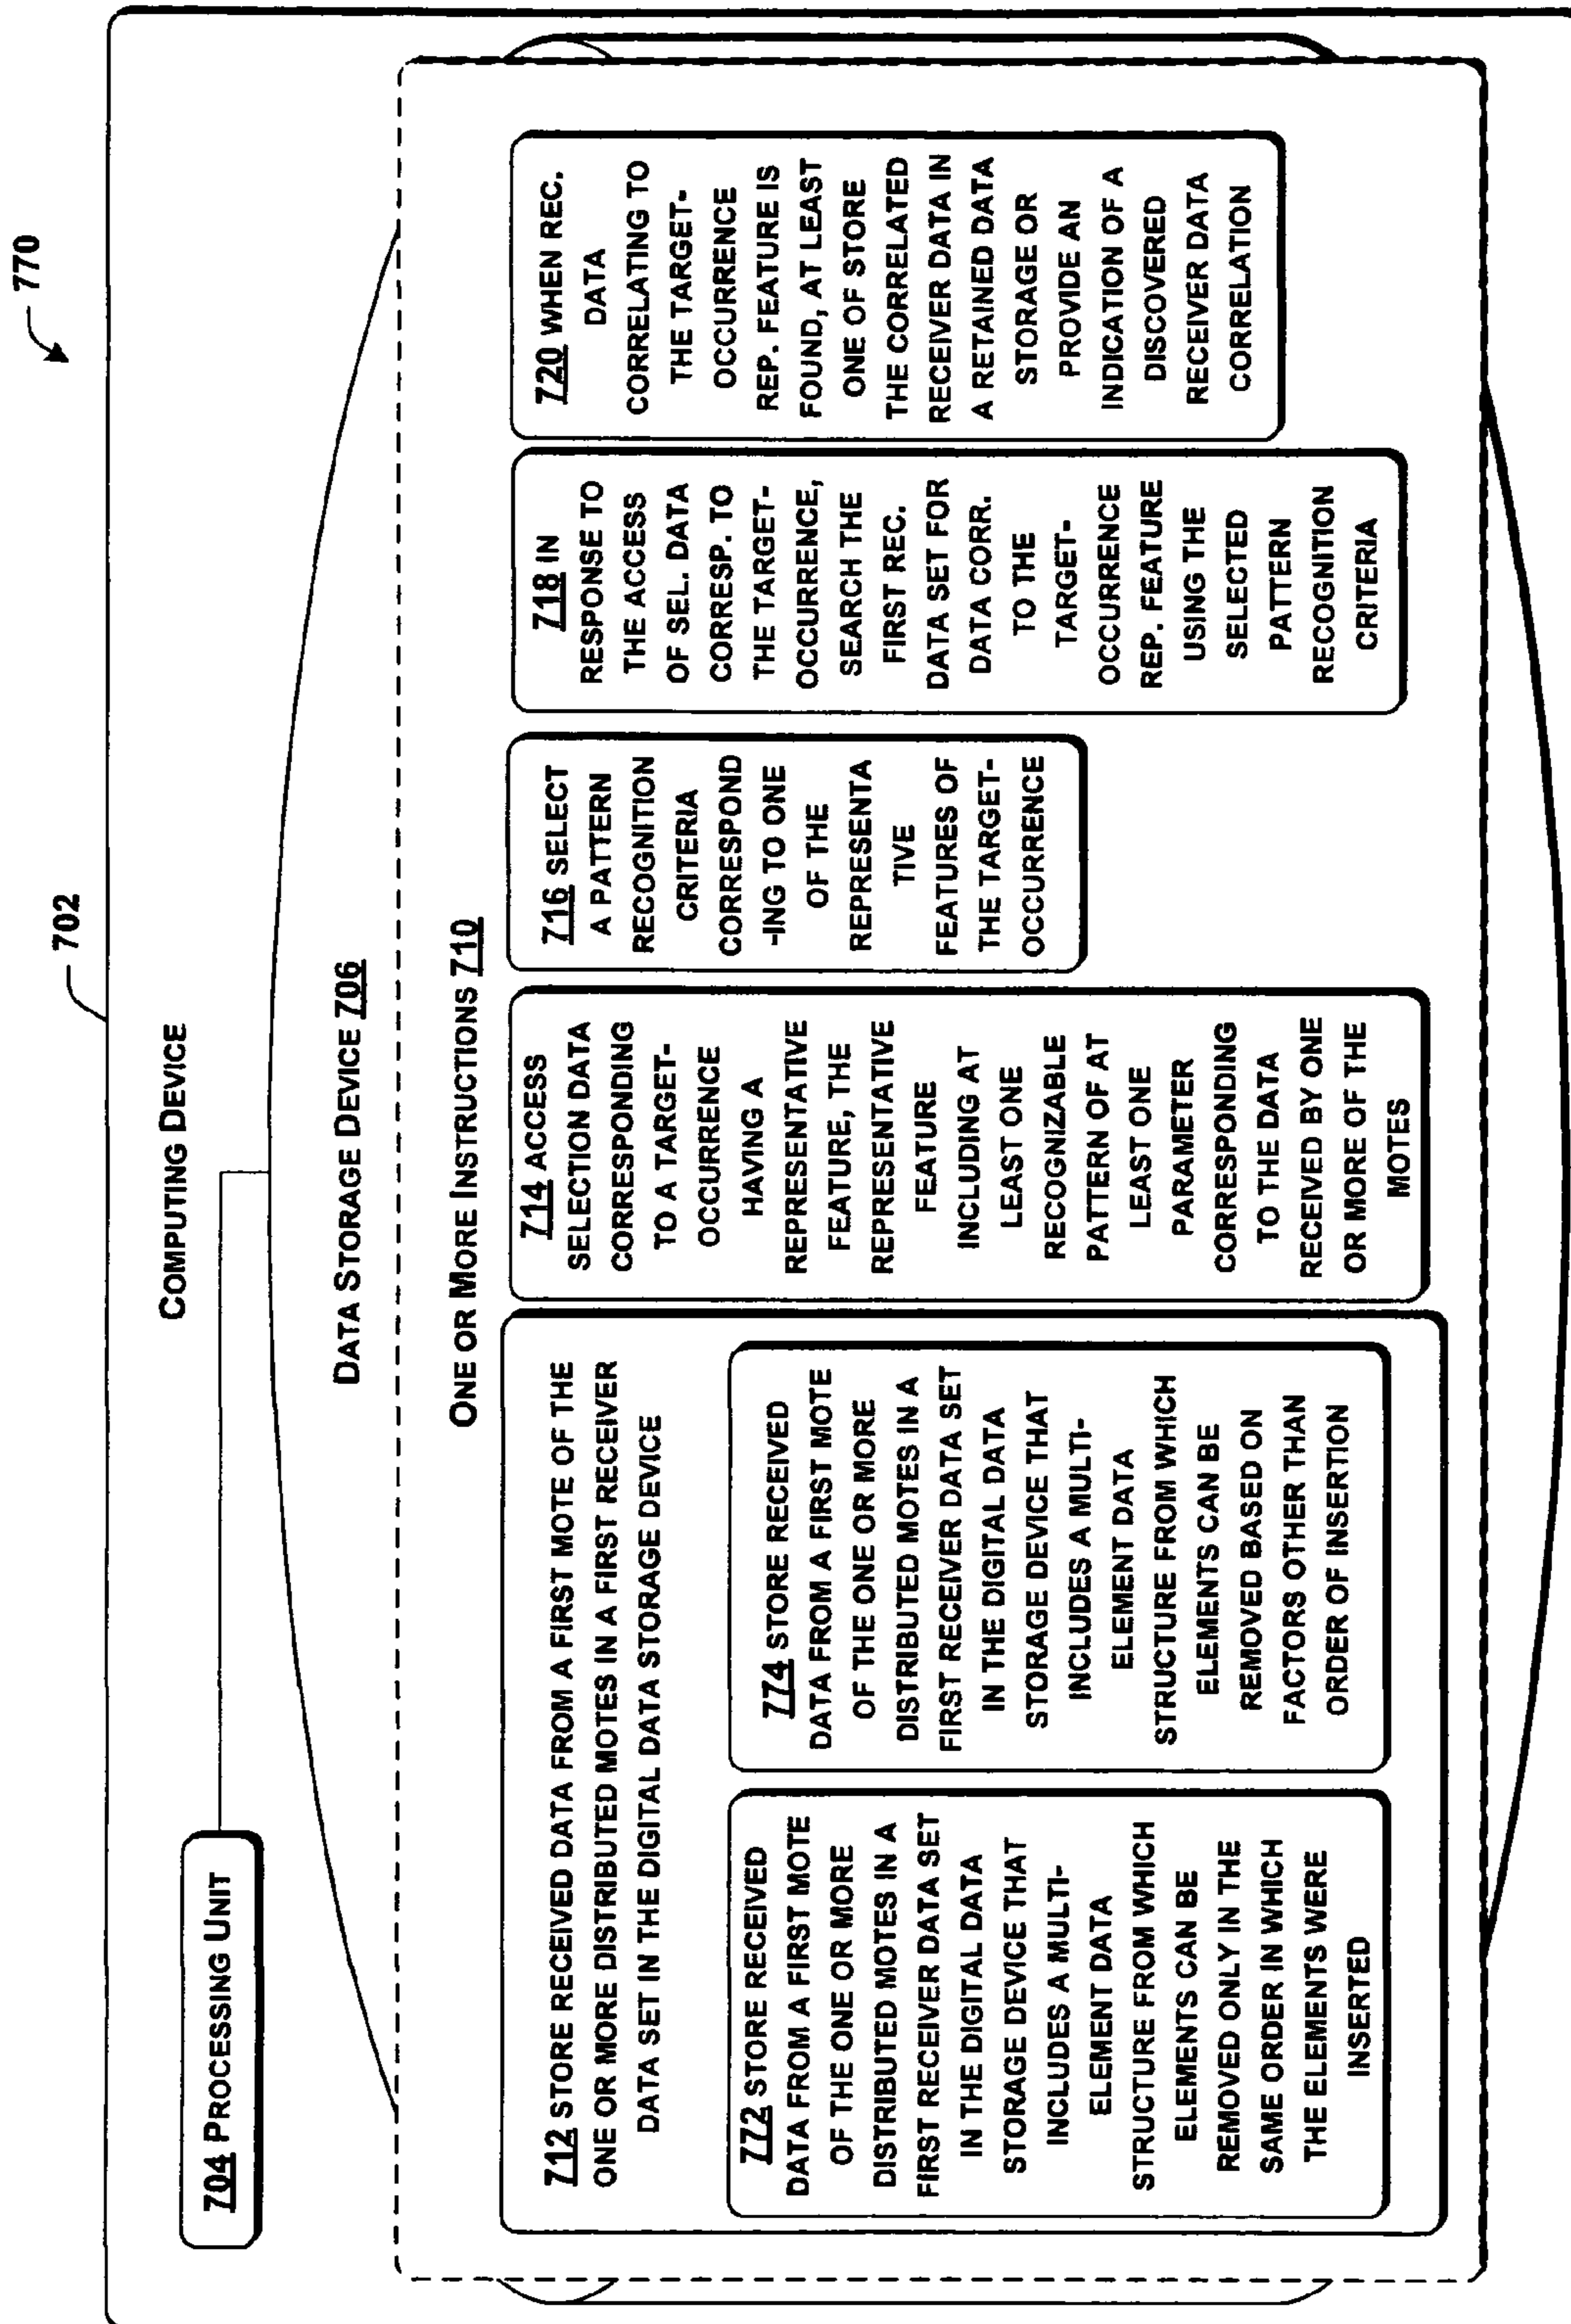 770
702
COMPUTING DEVICE
704 PROCESSING UNIT
DATA STORAGE DEVICE 706
ONE OR MORE INSTRUCTIONS 710
712 STORE RECEIVED DATA FROM A FIRST MOTE OF THE
ONE OR MORE DISTRIBUTED MOTES IN A FIRST RECEIVER
DATA SET IN THE DIGITAL DATA STORAGE DEVICE
772 STORE RECEIVED
DATA FROM A FIRST MOTE
OF THE ONE OR MORE
DISTRIBUTED MOTES IN A
FIRST RECEIVER DATA SET
IN THE DIGITAL DATA
STORAGE DEVICE THAT
INCLUDES A MULTI-
ELEMENT DATA
STRUCTURE FROM WHICH
ELEMENTS CAN BE
REMOVED ONLY IN THE
SAME ORDER IN WHICH
THE ELEMENTS WERE
INSERTED
774 STORE RECEIVED
DATA FROM A FIRST MOTE
OF THE ONE OR MORE
DISTRIBUTED MOTES IN A
FIRST RECEIVER DATA SET
IN THE DIGITAL DATA
STORAGE DEVICE THAT
INCLUDES A MULTI-
ELEMENT DATA
STRUCTURE FROM WHICH
ELEMENTS CAN BE
REMOVED BASED ON
FACTORS OTHER THAN
ORDER OF INSERTION
714 ACCESS
SELECTION DATA
CORRESPONDING
TO A TARGET-
OCCURRENCE
HAVING A
REPRESENTATIVE
FEATURE, THE
REPRESENTATIVE
FEATURE
INCLUDING AT
LEAST ONE
RECOGNIZABLE
PATTERN OF AT
LEAST ONE
PARAMETER
CORRESPONDING
TO THE DATA
RECEIVED BY ONE
OR MORE OF THE
MOTES
716 SELECT
A PATTERN
RECOGNITION
CRITERIA
CORRESPOND
-ING TO ONE
OF THE
REPRESENTA
TIVE
FEATURES OF
THE TARGET-
OCCURRENCE
718 IN
RESPONSE TO
THE ACCESS
OF SEL. DATA
CORRESP. TO
THE TARGET-
OCCURRENCE,
SEARCH THE
FIRST REC.
DATA SET FOR
DATA CORR.
TO THE
TARGET-
OCCURRENCE
REP. FEATURE
USING THE
SELECTED
PATTERN
RECOGNITION
CRITERIA
720 WHEN REC.
DATA
CORRELATING TO
THE TARGET-
OCCURRENCE
REP. FEATURE IS
FOUND, AT LEAST
ONE OF STORE
THE CORRELATED
RECEIVER DATA IN
A RETAINED DATA
STORAGE OR
PROVIDE AN
INDICATION OF A
DISCOVERED
RECEIVER DATA
CORRELATION